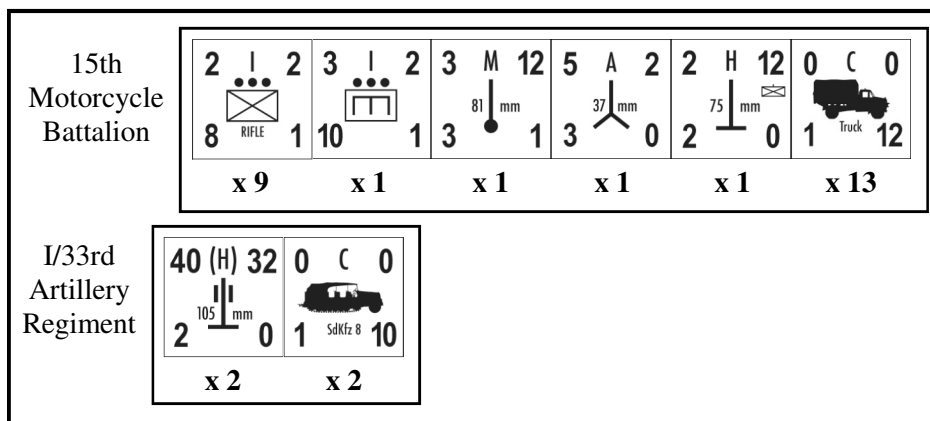 15th
Motorcycle
Battalion
2 I 2
RIFLE
8 1
3 I 2
10 1
3 M 12
81 mm
3 1
5 A 2
37 mm
3 0
2 H 12
75 mm
2 0
0 C 0
Truck
1 12
x 9 x 1 x 1 x 1 x 1 x 13
I/33rd
Artillery
Regiment
40 (H) 32
105 mm
2 0
0 C 0
SdKfz 8
1 10
x 2 x 2